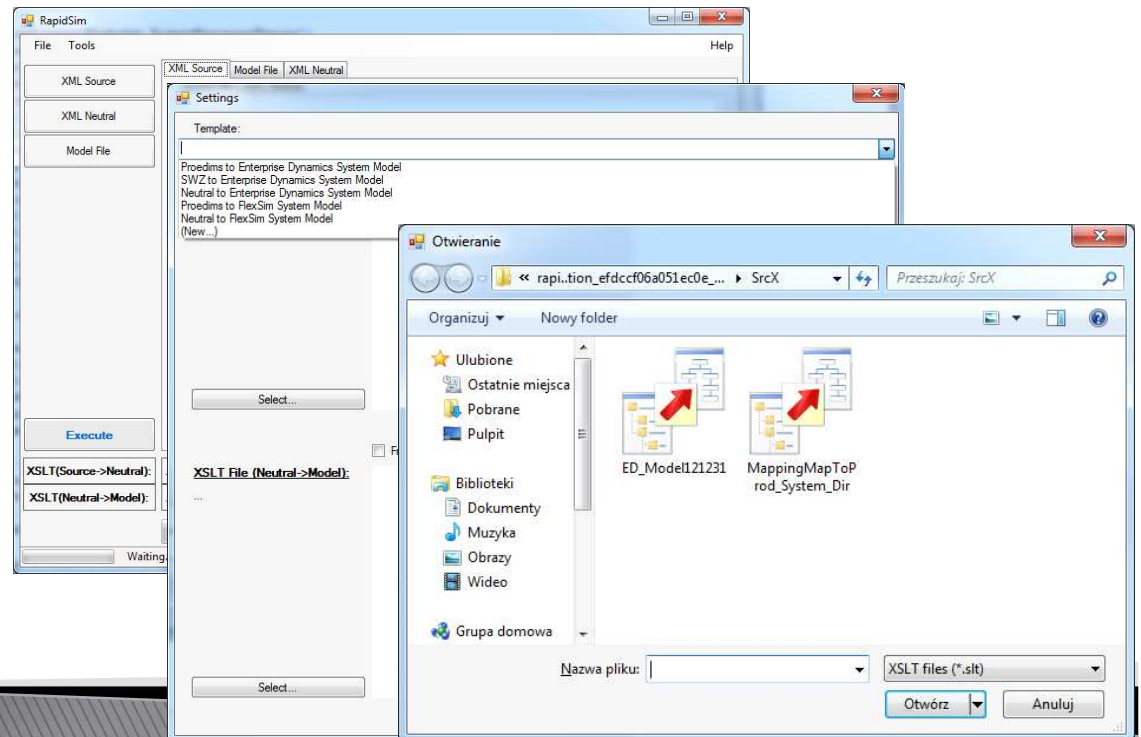 RapidSim
File Tools Help
XML Source
XML Neutral
Model File
XML Source Model File XML Neutral
Execute
XSLT(Source->Neutral):
XSLT(Neutral->Model):
Waiting.
Settings
Template:
Proedims to Enterprise Dynamics System Model
SWZ to Enterprise Dynamics System Model
Neutral to Enterprise Dynamics System Model
Proedims to FlexSim System Model
Neutral to FlexSim System Model
(New...)
Select...
XSLT File (Neutral->Model):
...
Select...
Otwieranie
« rapi..tion_efdccf06a051ec0e_... SrcX
Przeszukaj: SrcX
Organizuj Nowy folder
Ulubione
Ostatnie miejsca
Pobrane
Pulpit
Biblioteki
Dokumenty
Muzyka
Obrazy
Wideo
Grupa domowa
ED_Model121231
MappingMapToP
rod_System_Dir
Nazwa pliku:
XSLT files (*.slt)
Otwórz Anuluj